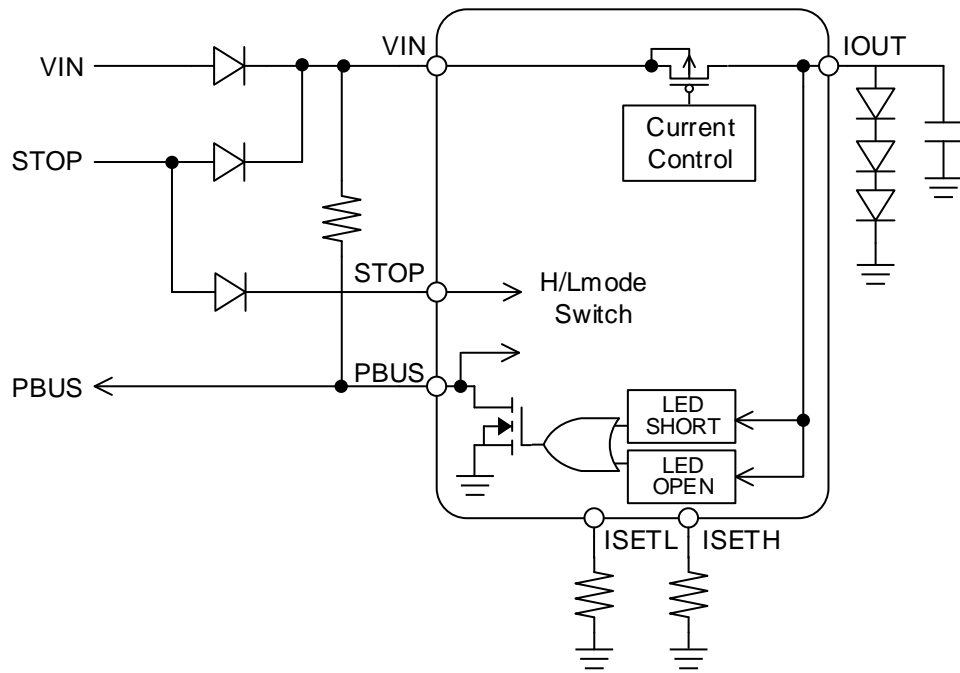 VIN
VIN
IOUT
Current
Control
STOP
STOP
H/Lmode
Switch
PBUS
PBUS
LED
SHORT
LED
OPEN
ISETL
ISETH